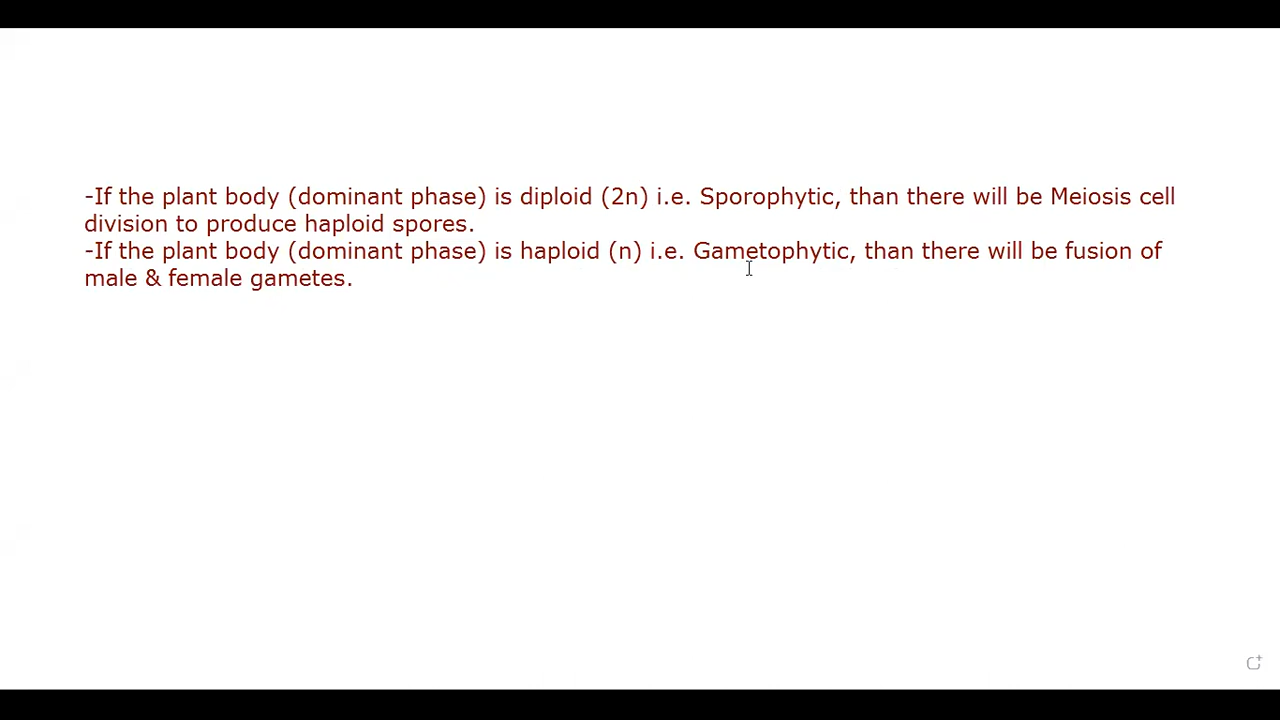 -If the plant body (dominant phase) is diploid (2n) i.e. Sporophytic, than there will be Meiosis cell
division to produce haploid spores.
-If the plant body (dominant phase) is haploid (n) i.e. Gametophytic, than there will be fusion of
male & female gametes.